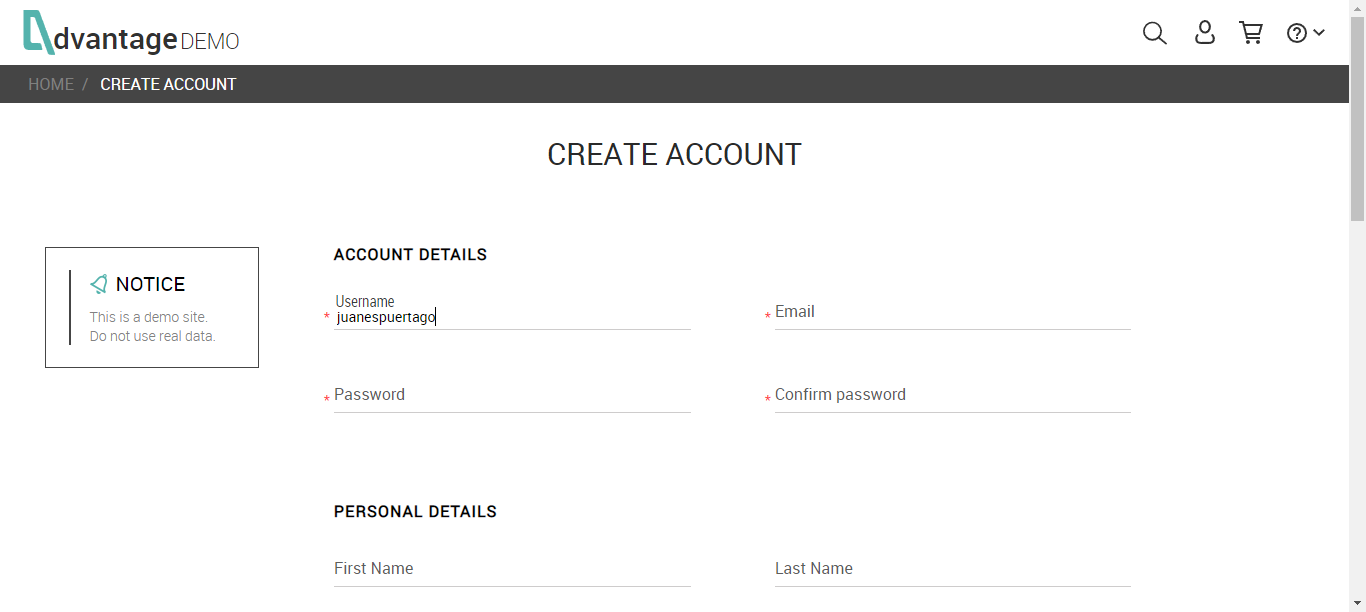 dvantage DEMO
HOME / CREATE ACCOUNT
CREATE ACCOUNT
NOTICE
This is a demo site.
Do not use real data.
ACCOUNT DETAILS
Username
* juanespuertago
* Email
* Password
* Confirm password
PERSONAL DETAILS
First Name
Last Name